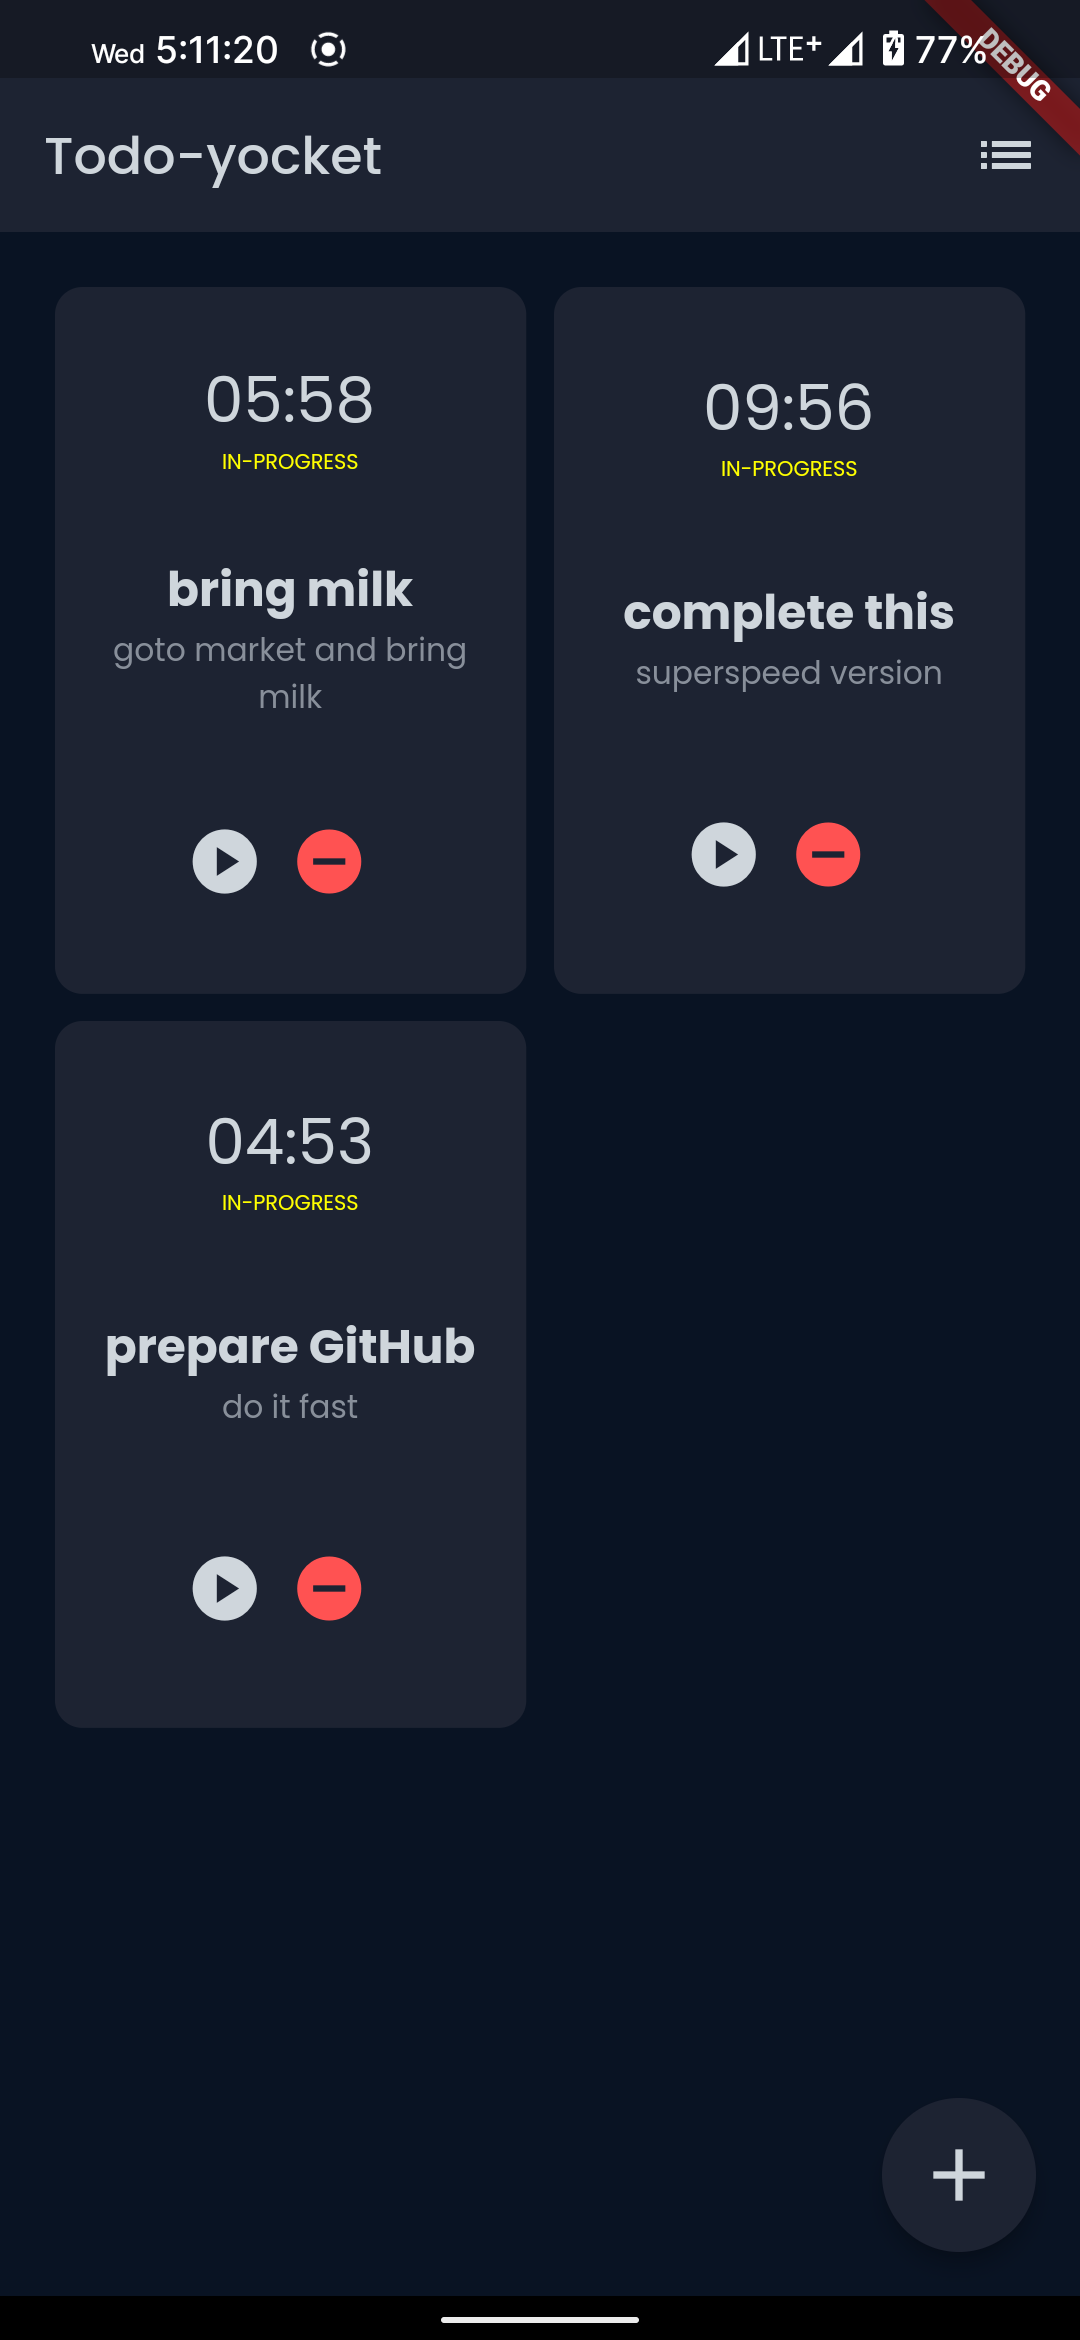 Wed 5:11:20 LTE+ 77%
DEBUG
Todo-yocket
05:58
IN-PROGRESS
bring milk
goto market and bring
milk
09:56
IN-PROGRESS
complete this
superspeed version
04:53
IN-PROGRESS
prepare GitHub
do it fast